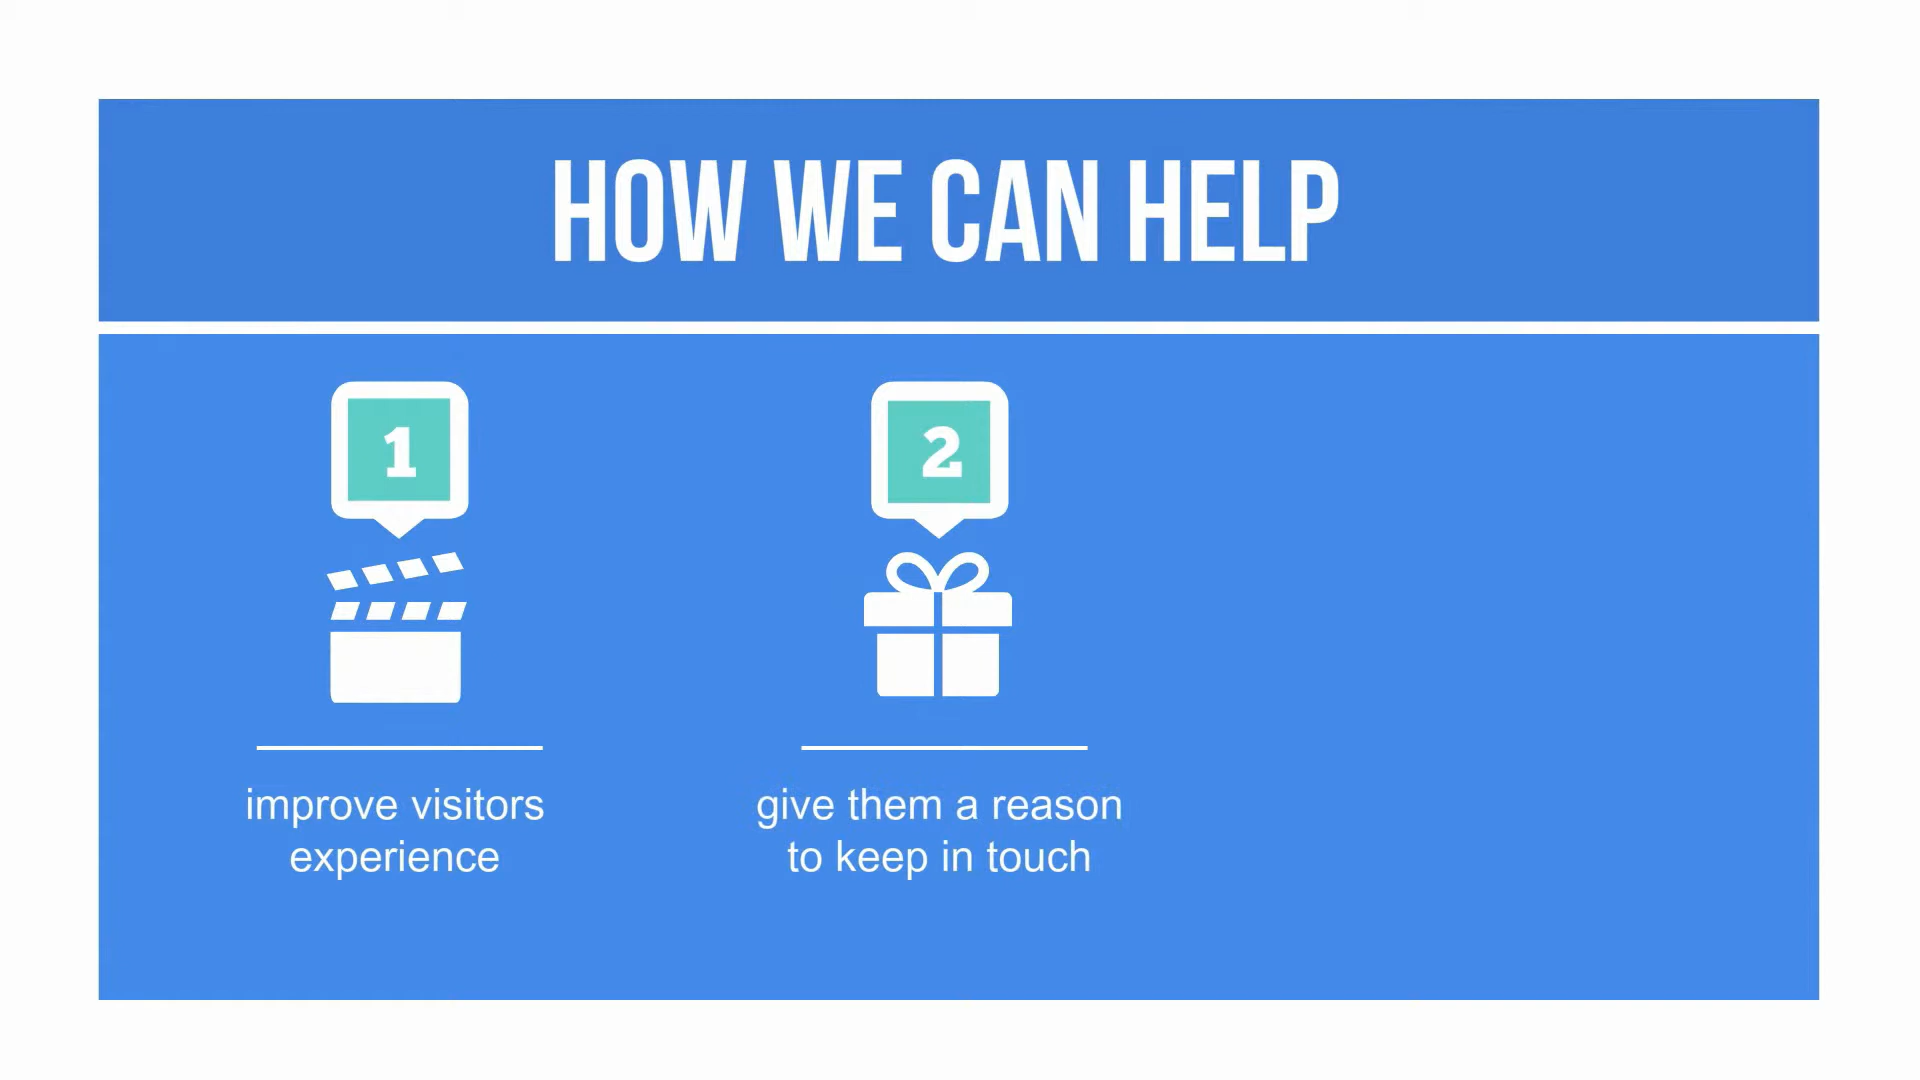 HOW WE CAN HELP
1
2
improve visitors
experience
give them a reason
to keep in touch